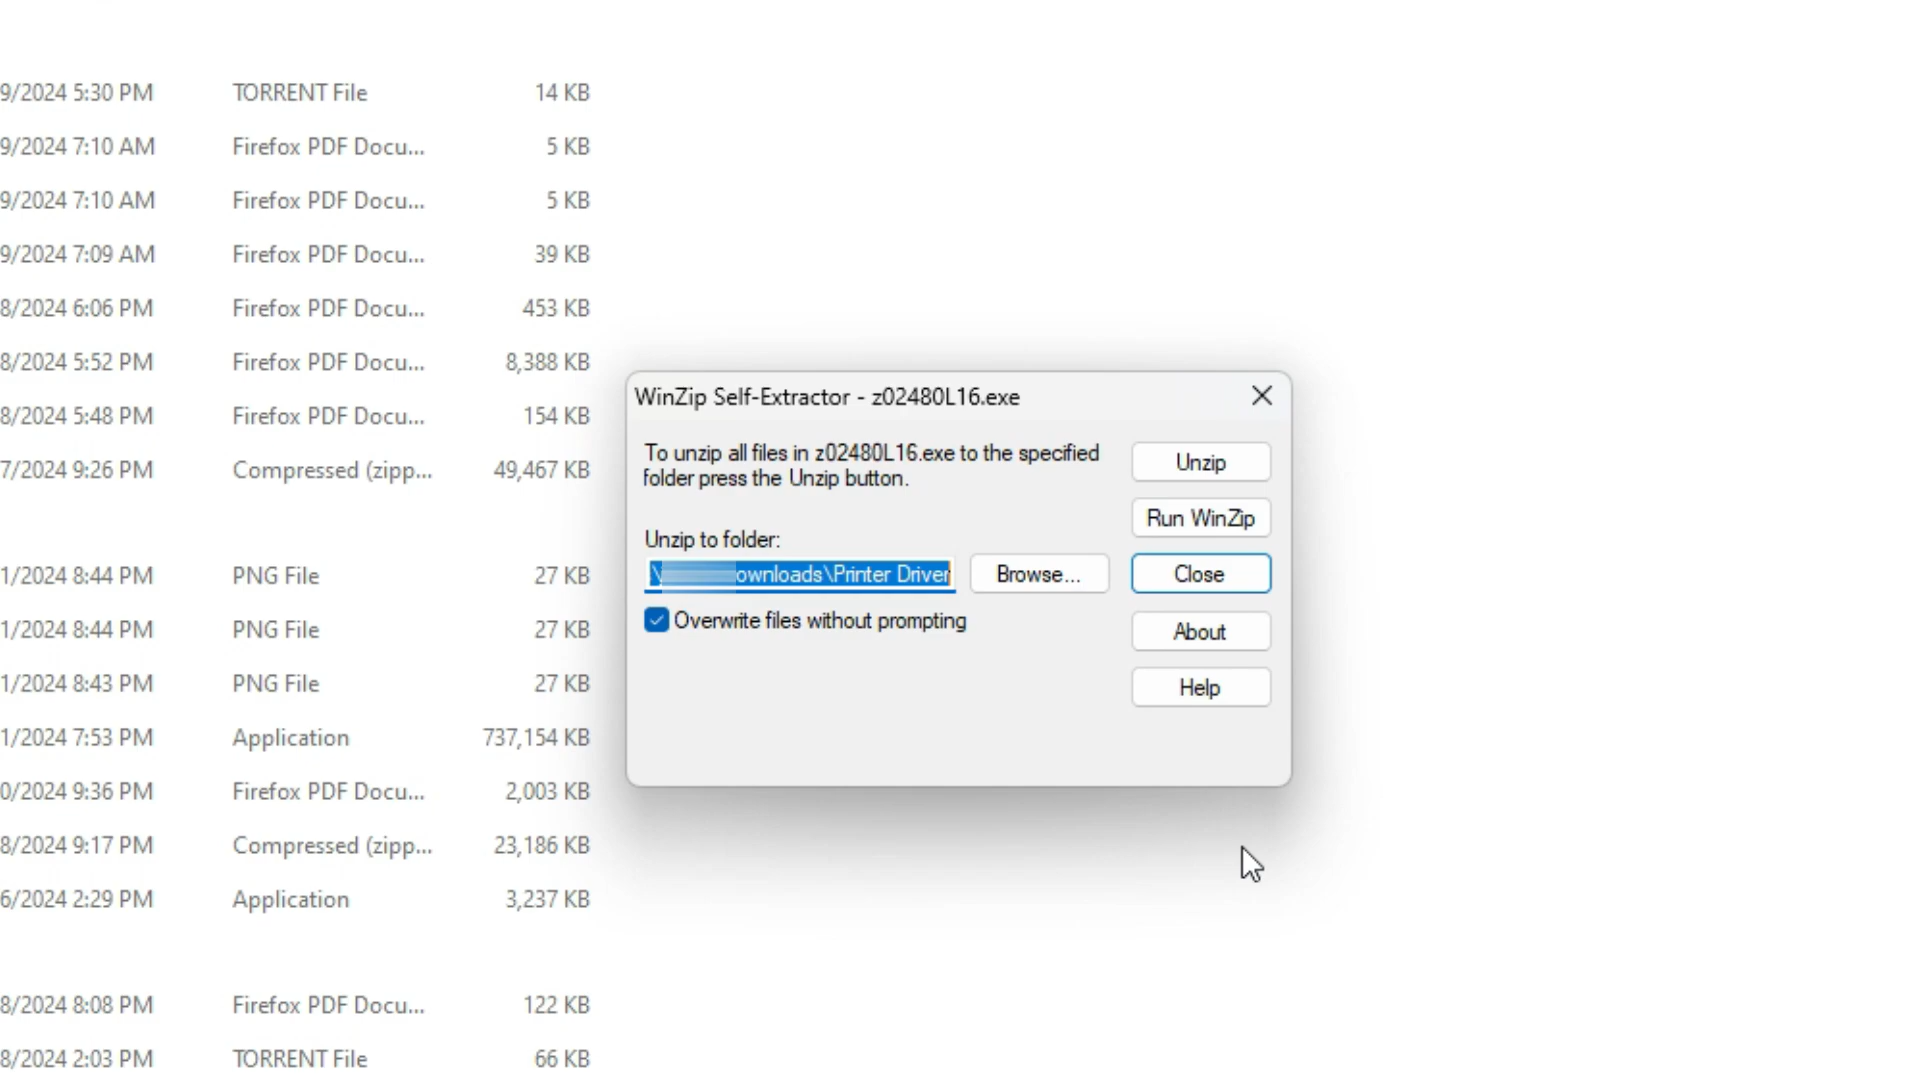 9/2024 5:30 PM TORRENT File 14 KB
9/2024 7:10 AM Firefox PDF Docu... 5 KB
9/2024 7:10 AM Firefox PDF Docu... 5 KB
9/2024 7:09 AM Firefox PDF Docu... 39 KB
8/2024 6:06 PM Firefox PDF Docu... 453 KB
8/2024 5:52 PM Firefox PDF Docu... 8,388 KB
8/2024 5:48 PM Firefox PDF Docu... 154 KB
7/2024 9:26 PM Compressed (zipp... 49,467 KB
1/2024 8:44 PM PNG File 27 KB
1/2024 8:44 PM PNG File 27 KB
1/2024 8:43 PM PNG File 27 KB
1/2024 7:53 PM Application 737,154 KB
0/2024 9:36 PM Firefox PDF Docu... 2,003 KB
8/2024 9:17 PM Compressed (zipp... 23,186 KB
6/2024 2:29 PM Application 3,237 KB
8/2024 8:08 PM Firefox PDF Docu... 122 KB
8/2024 2:03 PM TORRENT File 66 KB
WinZip Self-Extractor - z02480L16.exe
To unzip all files in z02480L16.exe to the specified
folder press the Unzip button.
Unzip to folder:
ownloads\Printer Driver
Browse...
Overwrite files without prompting
Unzip
Run WinZip
Close
About
Help